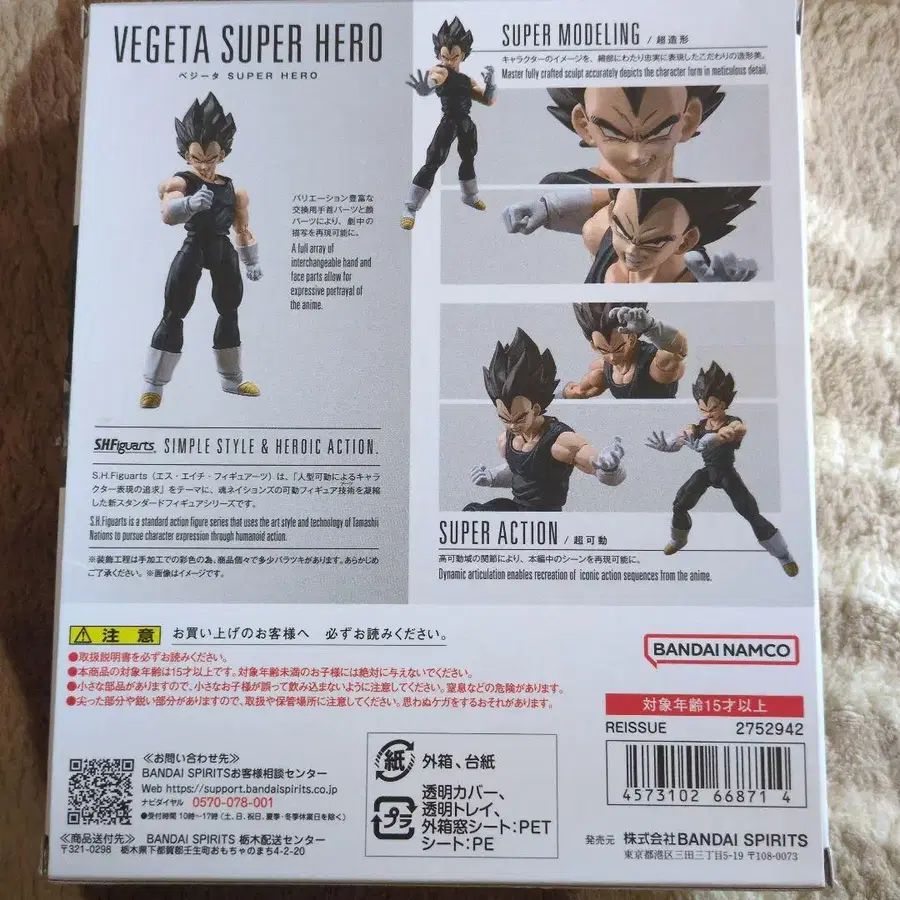 VEGETA SUPER HERO
ベジータ SUPER HERO
バリエーション豊富な
交換用手首パーツと顔
パーツにより、劇中の
描写を再現可能に。
A full array of
interchangeable hand and
face parts allow for
expressive portrayal of
the anime.
S.H.Figuarts SIMPLE STYLE & HEROIC ACTION.
S.H.Figuarts（エス・エイチ・フィギュアーツ）は、「人型可動によるキャラ
クター表現の追求」をテーマに、魂ネイションズの可動フィギュア技術を凝縮
した新スタンダードフィギュアシリーズです。
S.H.Figuarts is a standard action figure series that uses the art style and technology of Tamashii
Nations to pursue character expression through humanoid action.
※装飾工程は手加工での彩色の為、商品個々で多少バラツキがあります。あらかじめ
ご了承ください。※画像はイメージです。
SUPER MODELING / 超造形
キャラクターのイメージを、細部にわたり忠実に表現したこだわりの造形美。
Master fully crafted sculpt accurately depicts the character form in meticulous detail.
SUPER ACTION / 超可動
高可動域の関節により、本編中のシーンを再現可能に。
Dynamic articulation enables recreation of iconic action sequences from the anime.
注意 お買い上げのお客様へ 必ずお読みください。
●取扱説明書を必ずお読みください。
●本商品の対象年齢は15才以上です。対象年齢未満のお子様には絶対に与えないでください。
●小さな部品がありますので、小さなお子様が誤って飲み込まないように注意してください。窒息などの危険があります。
●尖った部分や鋭い部分がありますので、取扱や保管場所に注意してください。思わぬケガをするおそれがあります。
BANDAI NAMCO
対象年齢15才以上
REISSUE 2752942
4573102 66871 4
発売元 株式会社BANDAI SPIRITS
東京都港区三田三丁目5-19 〒108-0073
≪お問い合わせ先≫
BANDAI SPIRITSお客様相談センター
Web https://support.bandaispirits.co.jp
ナビダイヤル 0570-078-001
●受付時間 10時〜17時（土、日、祝日、夏季・冬季休業日を除く）
≪商品送付先≫ BANDAI SPIRITS 栃木配送センター
〒321-0298 栃木県下都賀郡壬生町おもちゃのまち4-2-20
紙 外箱、台紙
プラ 透明カバー、
透明トレイ、
外箱窓シート:PET
シート:PE